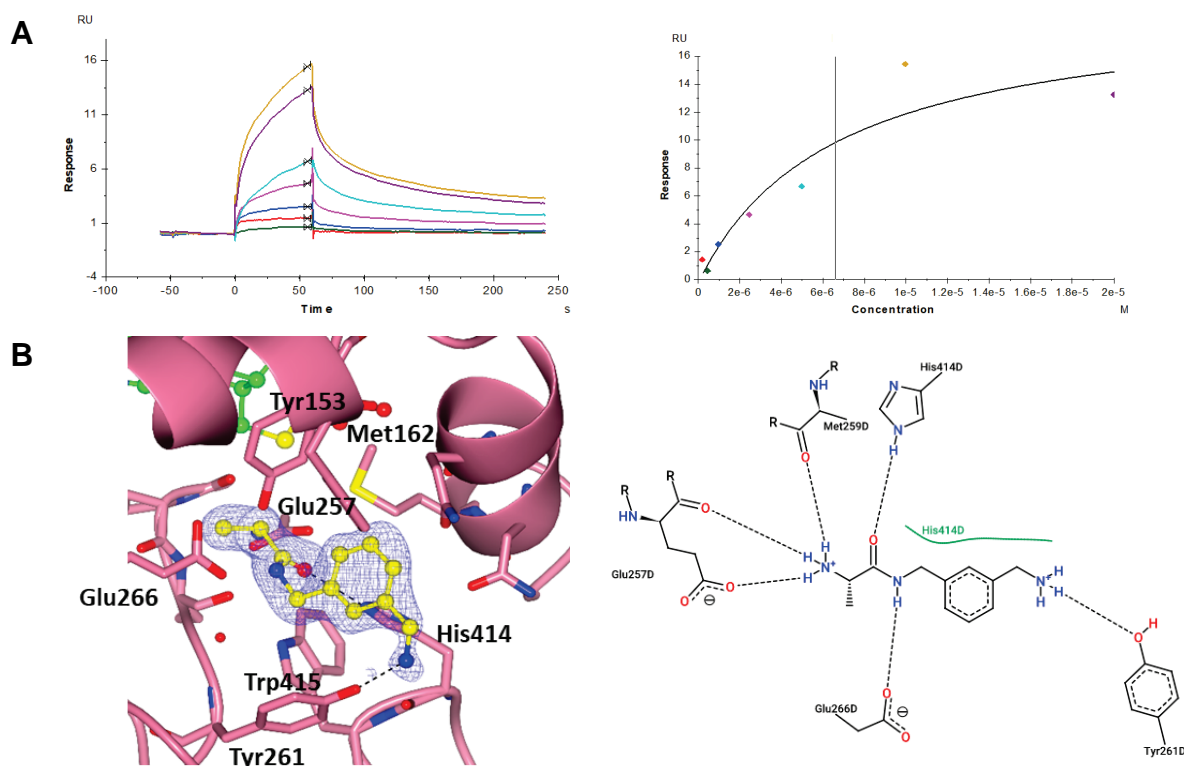 A
RU
16
11
6
1
-4
Response
-100 -50 0 50 100 150 200 250
Time s
RU
16
14
12
10
8
6
4
2
0
Response
0 2e-6 4e-6 6e-6 8e-6 1e-5 1.2e-5 1.4e-5 1.6e-5 1.8e-5 2e-5
Concentration M
B
Tyr153
Met162
Glu257
Glu266
His414
Trp415
Tyr261
R
NH
His414D
N
R
Met259D
O
N
H
R
O
HN
O
His414D
H
H N+
H
H
N+ H
H
Glu257D
O
O
⊖
N
H
O H
O
Glu266D
⊖
O
Tyr261D